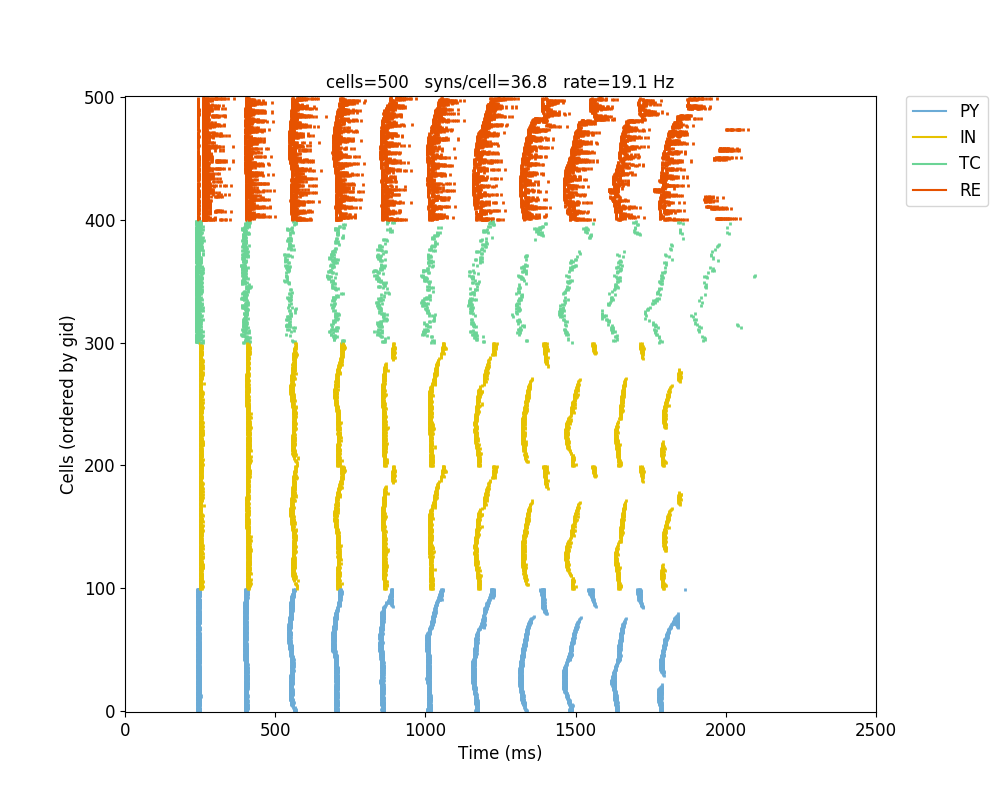 cells=500   syns/cell=36.8   rate=19.1 Hz
500
400
300
200
100
0
Cells (ordered by gid)
0 500 1000 1500 2000 2500
Time (ms)
PY
IN
TC
RE